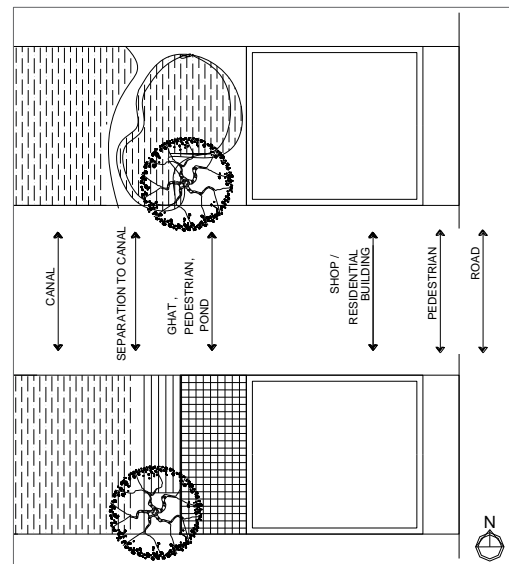 CANAL
SEPARATION TO CANAL
GHAT ,
PEDESTRIAN,
POND
SHOP /
RESIDENTIAL
BUILDING
PEDESTRIAN
ROAD
N